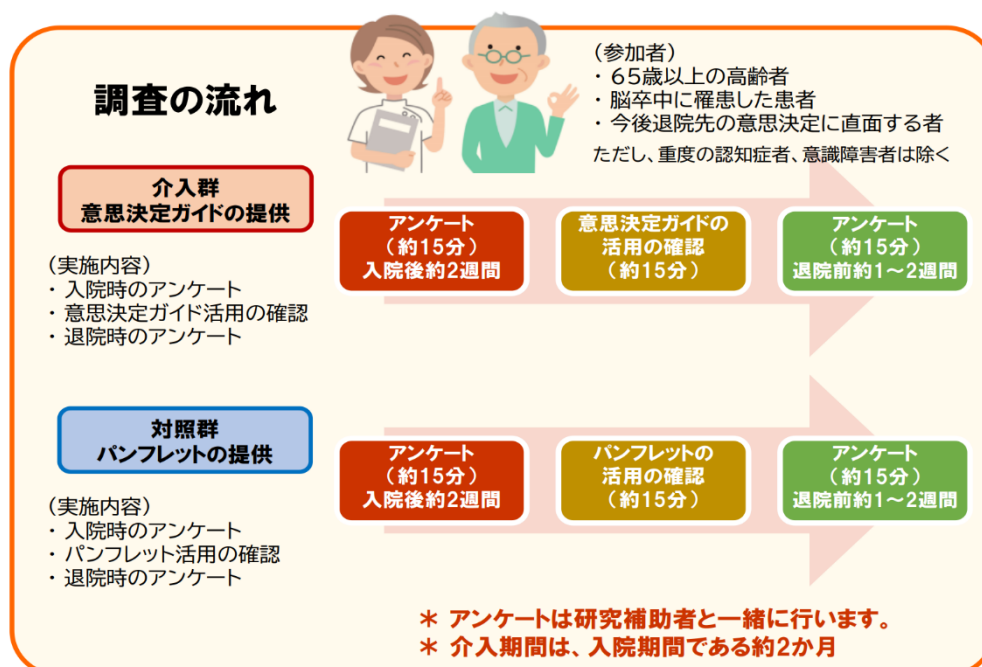 調査の流れ
（参加者）
・ 65歳以上の高齢者
・ 脳卒中に罹患した患者
・ 今後退院先の意思決定に直面する者
ただし、重度の認知症者、意識障害者は除く
介入群
意思決定ガイドの提供
（実施内容）
・ 入院時のアンケート
・ 意思決定ガイド活用の確認
・ 退院時のアンケート
アンケート
（約15分）
入院後約2週間
意思決定ガイドの
活用の確認
（約15分）
アンケート
（約15分）
退院前約1～2週間
対照群
パンフレットの提供
（実施内容）
・ 入院時のアンケート
・ パンフレット活用の確認
・ 退院時のアンケート
アンケート
（約15分）
入院後約2週間
パンフレットの
活用の確認
（約15分）
アンケート
（約15分）
退院前約1～2週間
＊ アンケートは研究補助者と一緒に行います。
＊ 介入期間は、入院期間である約2か月